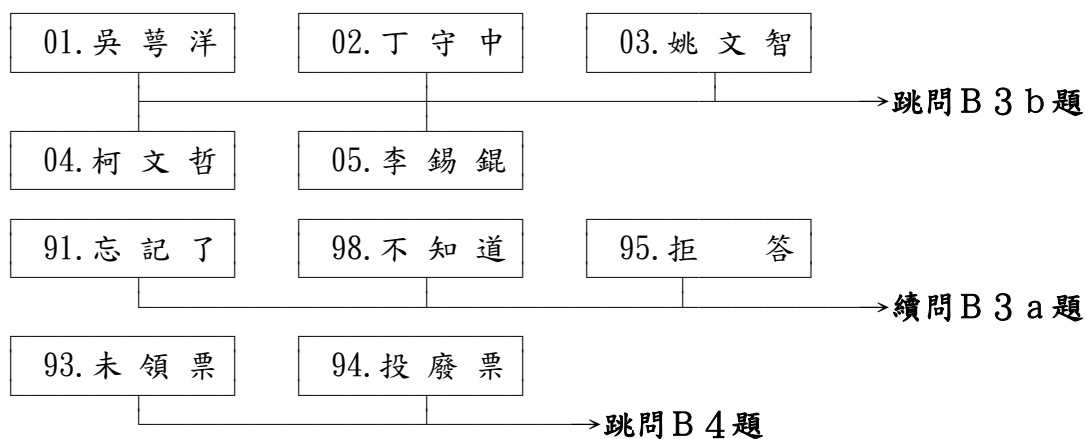 01.吳萼洋 02.丁守中 03.姚文智
跳問B3b題
04.柯文哲 05.李錫錕
91.忘記了 98.不知道 95.拒 答
續問B3a題
93.未領票 94.投廢票
跳問B4題